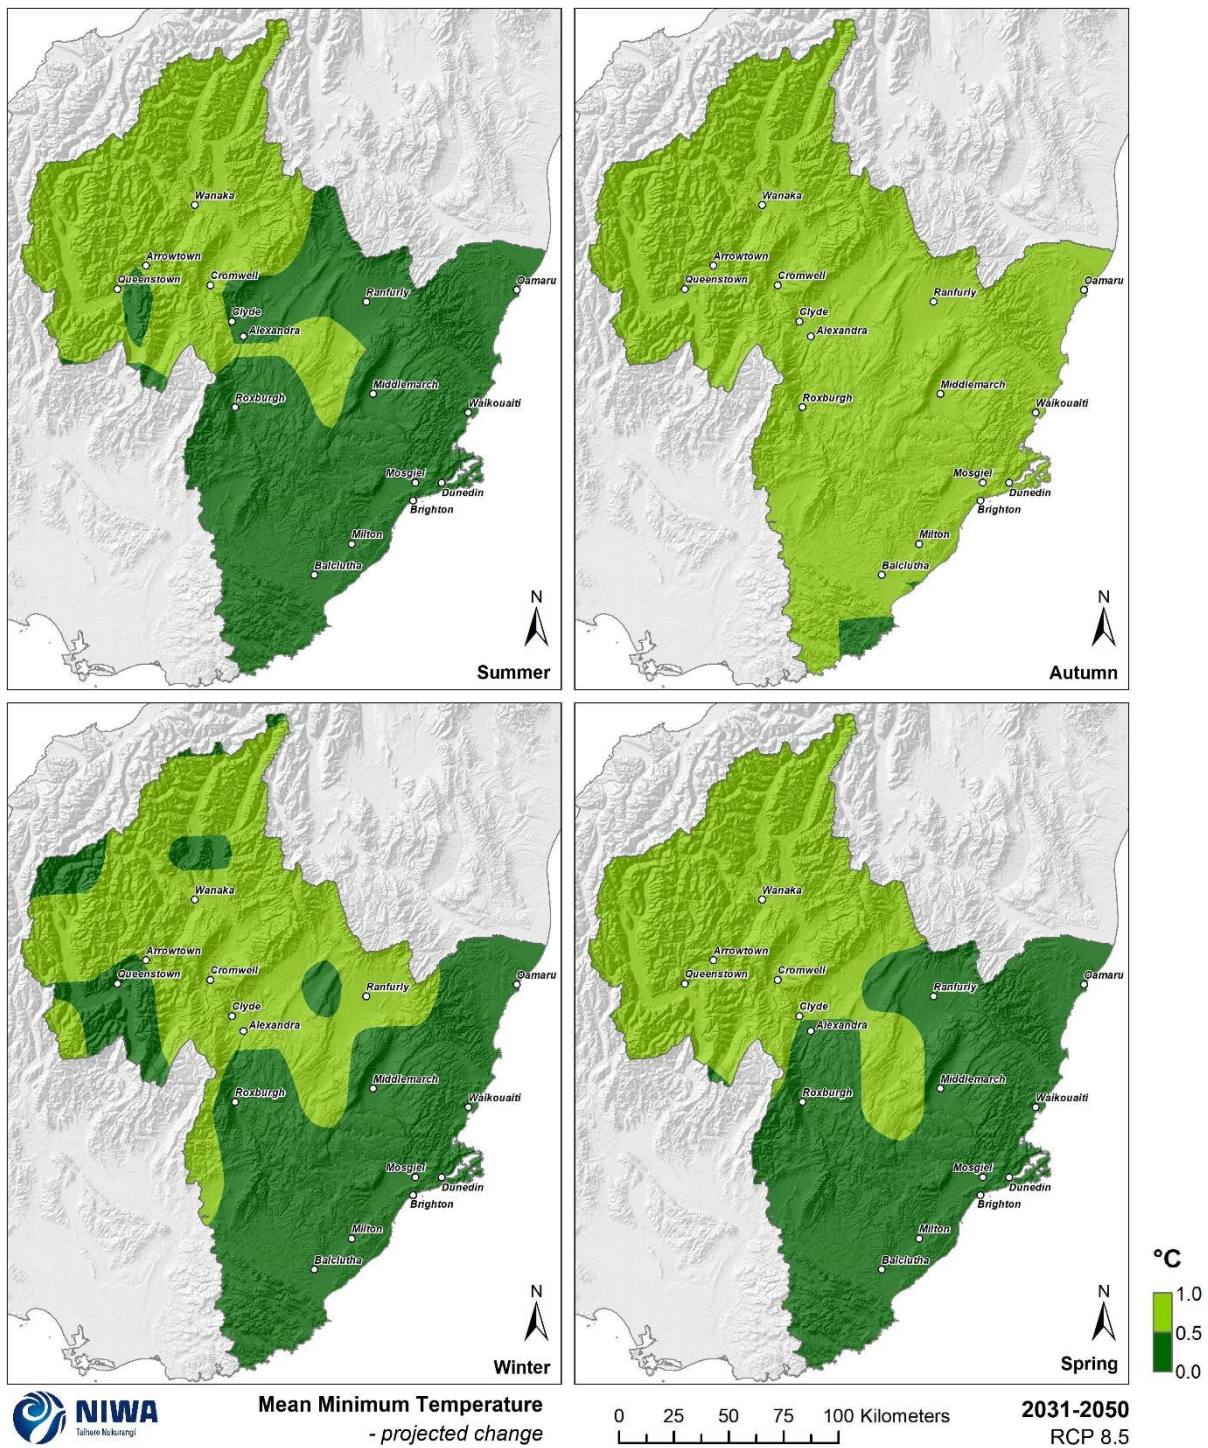 Wanaka
Arrowtown
Queenstown
Cromwell
Oamaru
Ranfurly
Clyde
Alexandra
Middlemarch
Roxburgh
Waikouaiti
Mosgiel
Dunedin
Brighton
Milton
Balclutha
N
Summer
Wanaka
Arrowtown
Queenstown
Cromwell
Oamaru
Ranfurly
Clyde
Alexandra
Middlemarch
Roxburgh
Waikouaiti
Mosgiel
Dunedin
Brighton
Milton
Balclutha
N
Autumn
Wanaka
Arrowtown
Queenstown
Cromwell
Oamaru
Ranfurly
Clyde
Alexandra
Middlemarch
Roxburgh
Waikouaiti
Mosgiel
Dunedin
Brighton
Milton
Balclutha
N
Winter
Wanaka
Arrowtown
Queenstown
Cromwell
Oamaru
Ranfurly
Clyde
Alexandra
Middlemarch
Roxburgh
Waikouaiti
Mosgiel
Dunedin
Brighton
Milton
Balclutha
N
Spring
°C
1.0
0.5
0.0
NIWA
Taihoro Nukurangi
Mean Minimum Temperature
- projected change
0 25 50 75 100 Kilometers
2031-2050
RCP 8.5